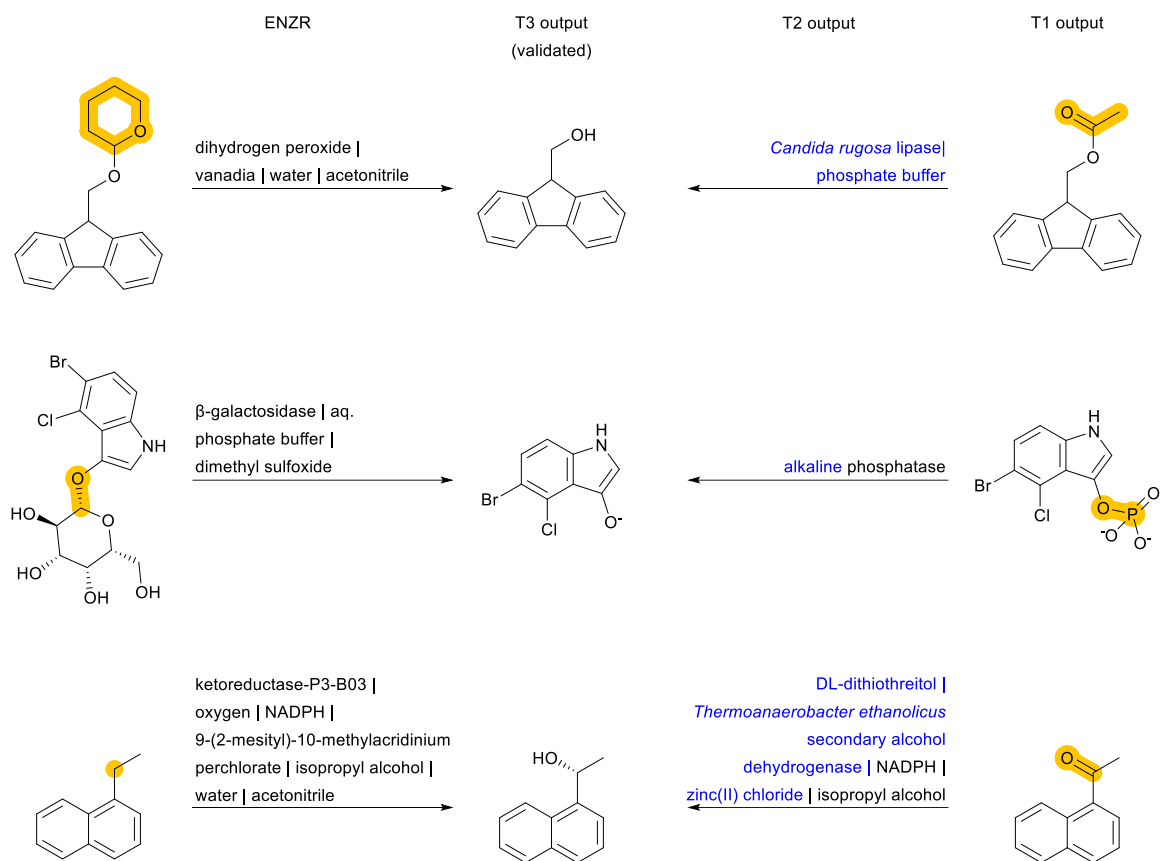 ENZR
T3 output
(validated)
T2 output
T1 output
O
O
dihydrogen peroxide |
vanadia | water | acetonitrile
OH
Candida rugosa lipase|
phosphate buffer
O
O
Br
Cl
NH
O
O
HO
HO
OH
OH
β-galactosidase | aq.
phosphate buffer |
dimethyl sulfoxide
H
N
Br
Cl
O-
alkaline phosphatase
H
N
Br
Cl
O
P
O
-O
O-
ketoreductase-P3-B03 |
oxygen | NADPH |
9-(2-mesityl)-10-methylacridinium
perchlorate | isopropyl alcohol |
water | acetonitrile
HO
DL-dithiothreitol |
Thermoanaerobacter ethanolicus
secondary alcohol
dehydrogenase | NADPH |
zinc(II) chloride | isopropyl alcohol
O